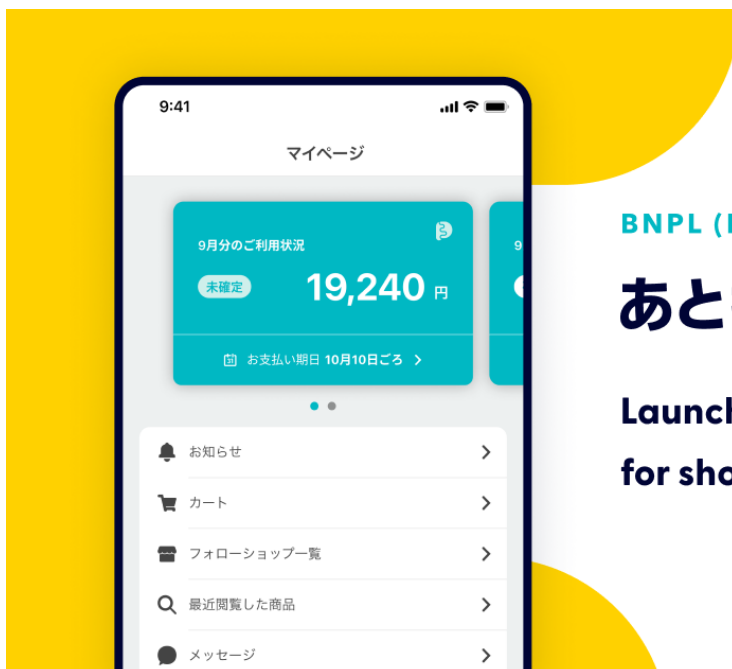 9:41
マイページ
9月分のご利用状況
未確定
19,240 円
お支払い期日 10月10日ごろ
9
お知らせ
カート
フォローショップ一覧
最近閲覧した商品
メッセージ
BNPL (
あと
Launch
for sho